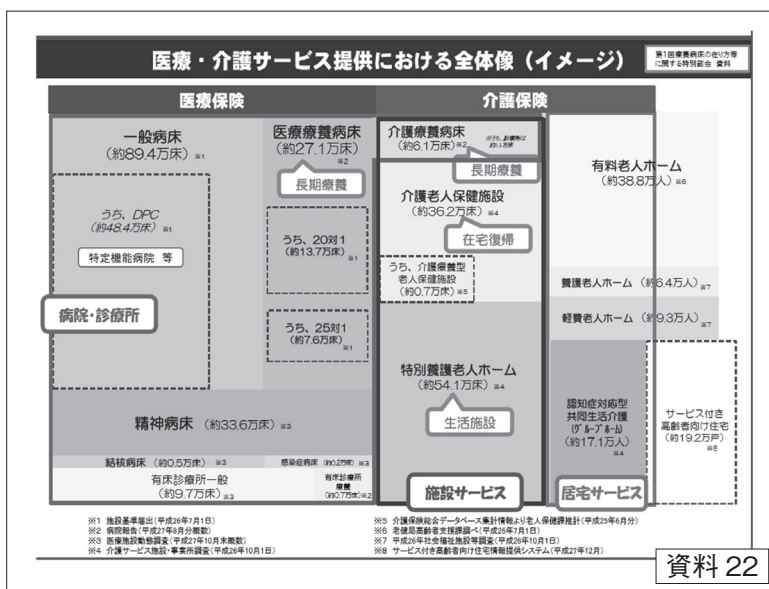 医療・介護サービス提供における全体像（イメージ）
第1回療養病床の在り方等
に関する特別部会 資料
医療保険
介護保険
一般病床
（約89.4万床）※1
うち、DPC
（約48.4万床）※1
特定機能病院 等
病院・診療所
医療療養病床
（約27.1万床）
※2
長期療養
うち、20対1
（約13.7万床）
※1
うち、25対1
（約7.6万床）
※1
精神病床（約33.6万床）※3
結核病床（約0.5万床）※3
感染症病床（約0.2万床）※3
有床診療所一般
（約9.7万床）※3
有床診療所
療養
（約0.7万床）※2
介護療養病床
（約6.1万床）※2
※うち、診療所は
約0.1万床
長期療養
介護老人保健施設
（約36.2万床）※4
在宅復帰
うち、介護療養型
老人保健施設
（約0.7万床）※5
特別養護老人ホーム
（約54.1万床）※4
生活施設
施設サービス
有料老人ホーム
（約38.8万人）※6
養護老人ホーム（約6.4万人）※7
軽費老人ホーム（約9.3万人）※7
認知症対応型
共同生活介護
（グループホーム）
（約17.1万人）
※4
居宅サービス
サービス付き
高齢者向け住宅
（約19.2万戸）
※8
※1 施設基準届出（平成26年7月1日）
※2 病院報告（平成27年8月分概数）
※3 医療施設動態調査（平成27年10月末概数）
※4 介護サービス施設・事業所調査（平成26年10月1日）
※5 介護保険総合データベース集計情報より老人保健課推計（平成25年6月分）
※6 老健局高齢者支援課調べ（平成26年7月1日）
※7 平成26年社会福祉施設等調査（平成26年10月1日）
※8 サービス付き高齢者向け住宅情報提供システム（平成27年12月）
資料 22